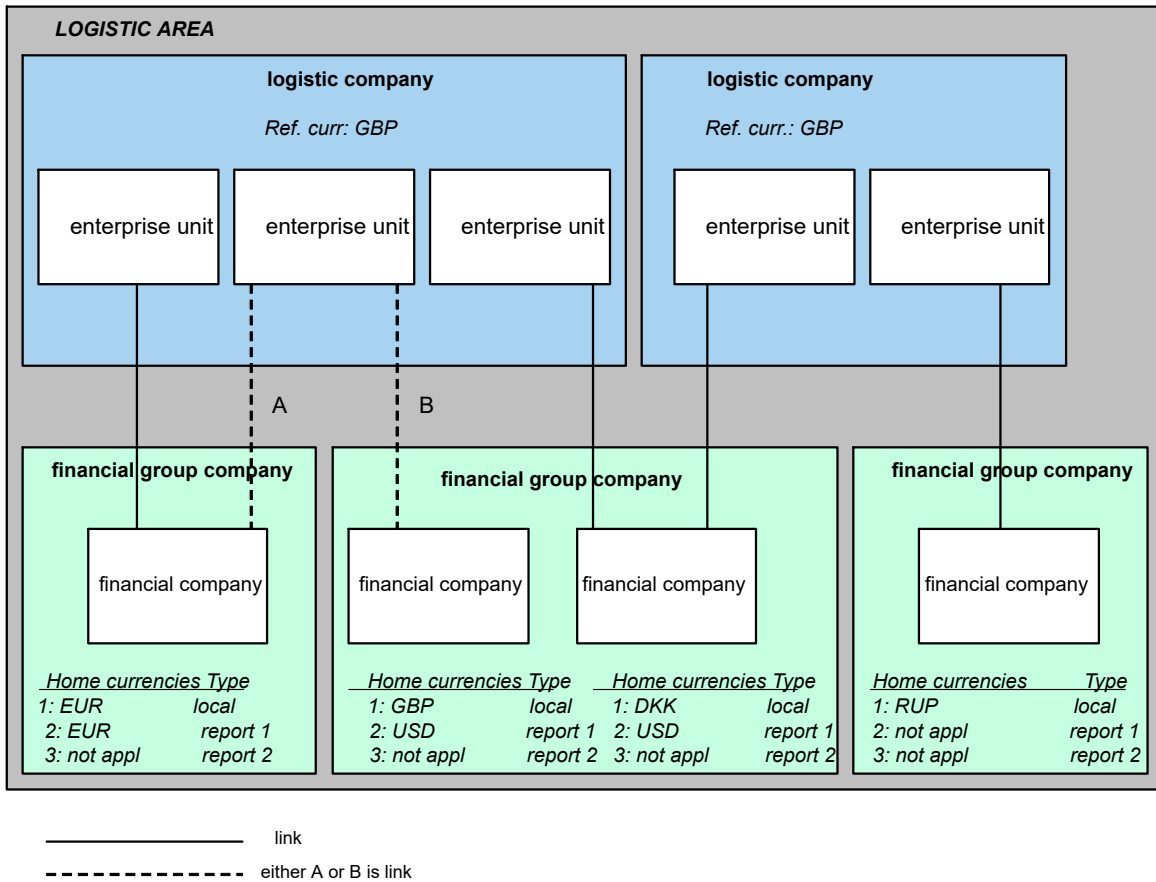 LOGISTIC AREA
logistic company
logistic company
Ref. curr: GBP
Ref. curr.: GBP
enterprise unit
enterprise unit
enterprise unit
enterprise unit
enterprise unit
A
B
financial group company
financial group company
financial group company
financial company
financial company
financial company
financial company
Home currencies Type
1: EUR local
2: EUR report 1
3: not appl report 2
Home currencies Type
1: GBP local
2: USD report 1
3: not appl report 2
Home currencies Type
1: DKK local
2: USD report 1
3: not appl report 2
Home currencies Type
1: RUP local
2: not appl report 1
3: not appl report 2
link
either A or B is link